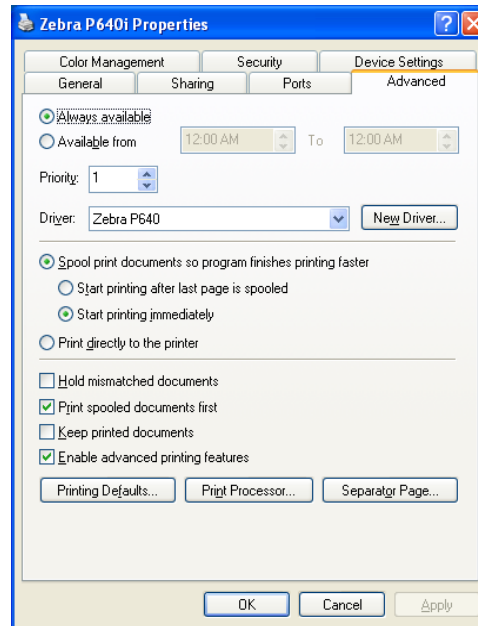 Zebra P640i Properties
Color Management Security Device Settings
General Sharing Ports Advanced
Always available
Available from 12:00 AM To 12:00 AM
Priority: 1
Driver: Zebra P640 New Driver...
Spool print documents so program finishes printing faster
Start printing after last page is spooled
Start printing immediately
Print directly to the printer
Hold mismatched documents
Print spooled documents first
Keep printed documents
Enable advanced printing features
Printing Defaults... Print Processor... Separator Page...
OK Cancel Apply